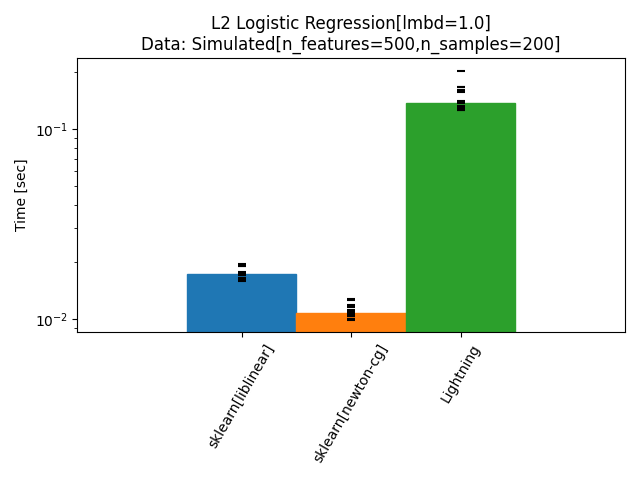 L2 Logistic Regression[lmbd=1.0]
Data: Simulated[n_features=500,n_samples=200]
Time [sec]
10⁻¹
10⁻²
sklearn[liblinear]
sklearn[newton-cg]
Lightning